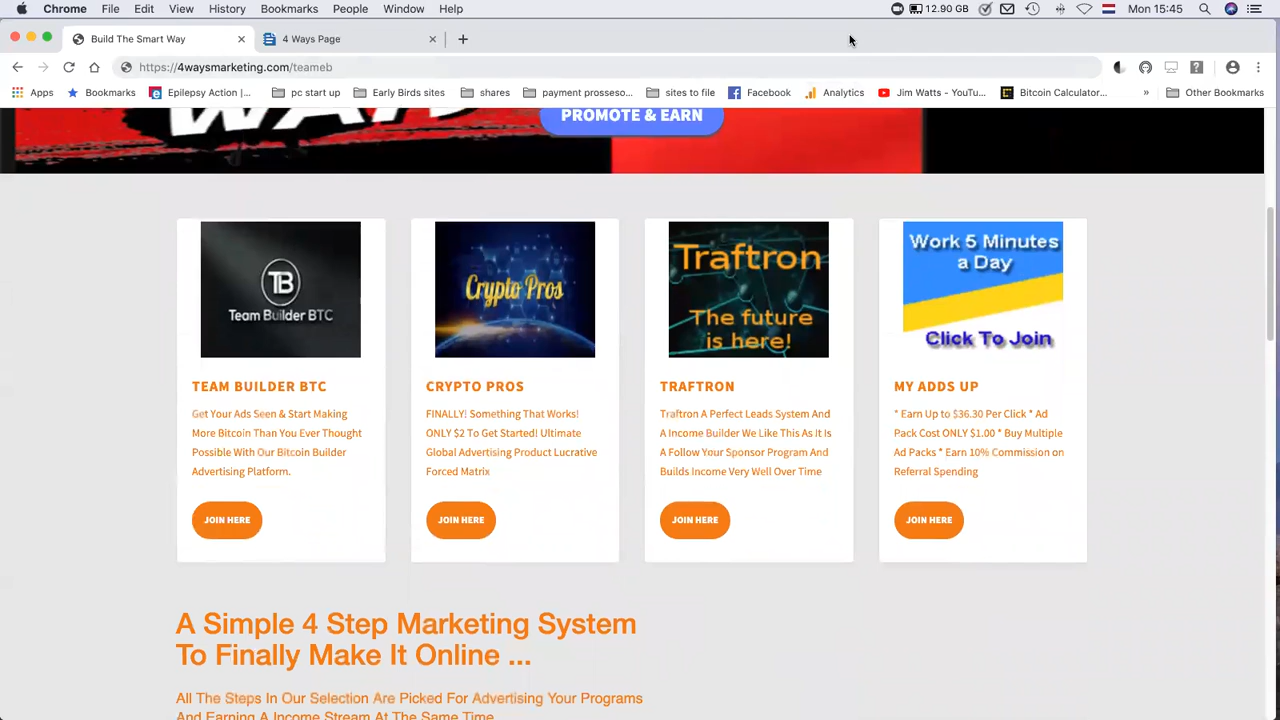 Chrome File Edit View History Bookmarks People Window Help 12.90 GB Mon 15:45
Build The Smart Way 4 Ways Page
https://4waysmarketing.com/teameb
Apps Bookmarks Epilepsy Action |... pc start up Early Birds sites shares payment prosseso... sites to file Facebook Analytics Jim Watts - YouTu... Bitcoin Calculator... » Other Bookmarks
PROMOTE & EARN
TB
Team Builder BTC
Crypto Pros
Traftron
The future
is here!
Work 5 Minutes
a Day
Click To Join
TEAM BUILDER BTC
Get Your Ads Seen & Start Making
More Bitcoin Than You Ever Thought
Possible With Our Bitcoin Builder
Advertising Platform.
JOIN HERE
CRYPTO PROS
FINALLY! Something That Works!
ONLY $2 To Get Started! Ultimate
Global Advertising Product Lucrative
Forced Matrix
JOIN HERE
TRAFTRON
Traftron A Perfect Leads System And
A Income Builder We Like This As It Is
A Follow Your Sponsor Program And
Builds Income Very Well Over Time
JOIN HERE
MY ADDS UP
* Earn Up to $36.30 Per Click * Ad
Pack Cost ONLY $1.00 * Buy Multiple
Ad Packs * Earn 10% Commission on
Referral Spending
JOIN HERE
A Simple 4 Step Marketing System
To Finally Make It Online ...
All The Steps In Our Selection Are Picked For Advertising Your Programs
And Earning A Income Stream At The Same Time